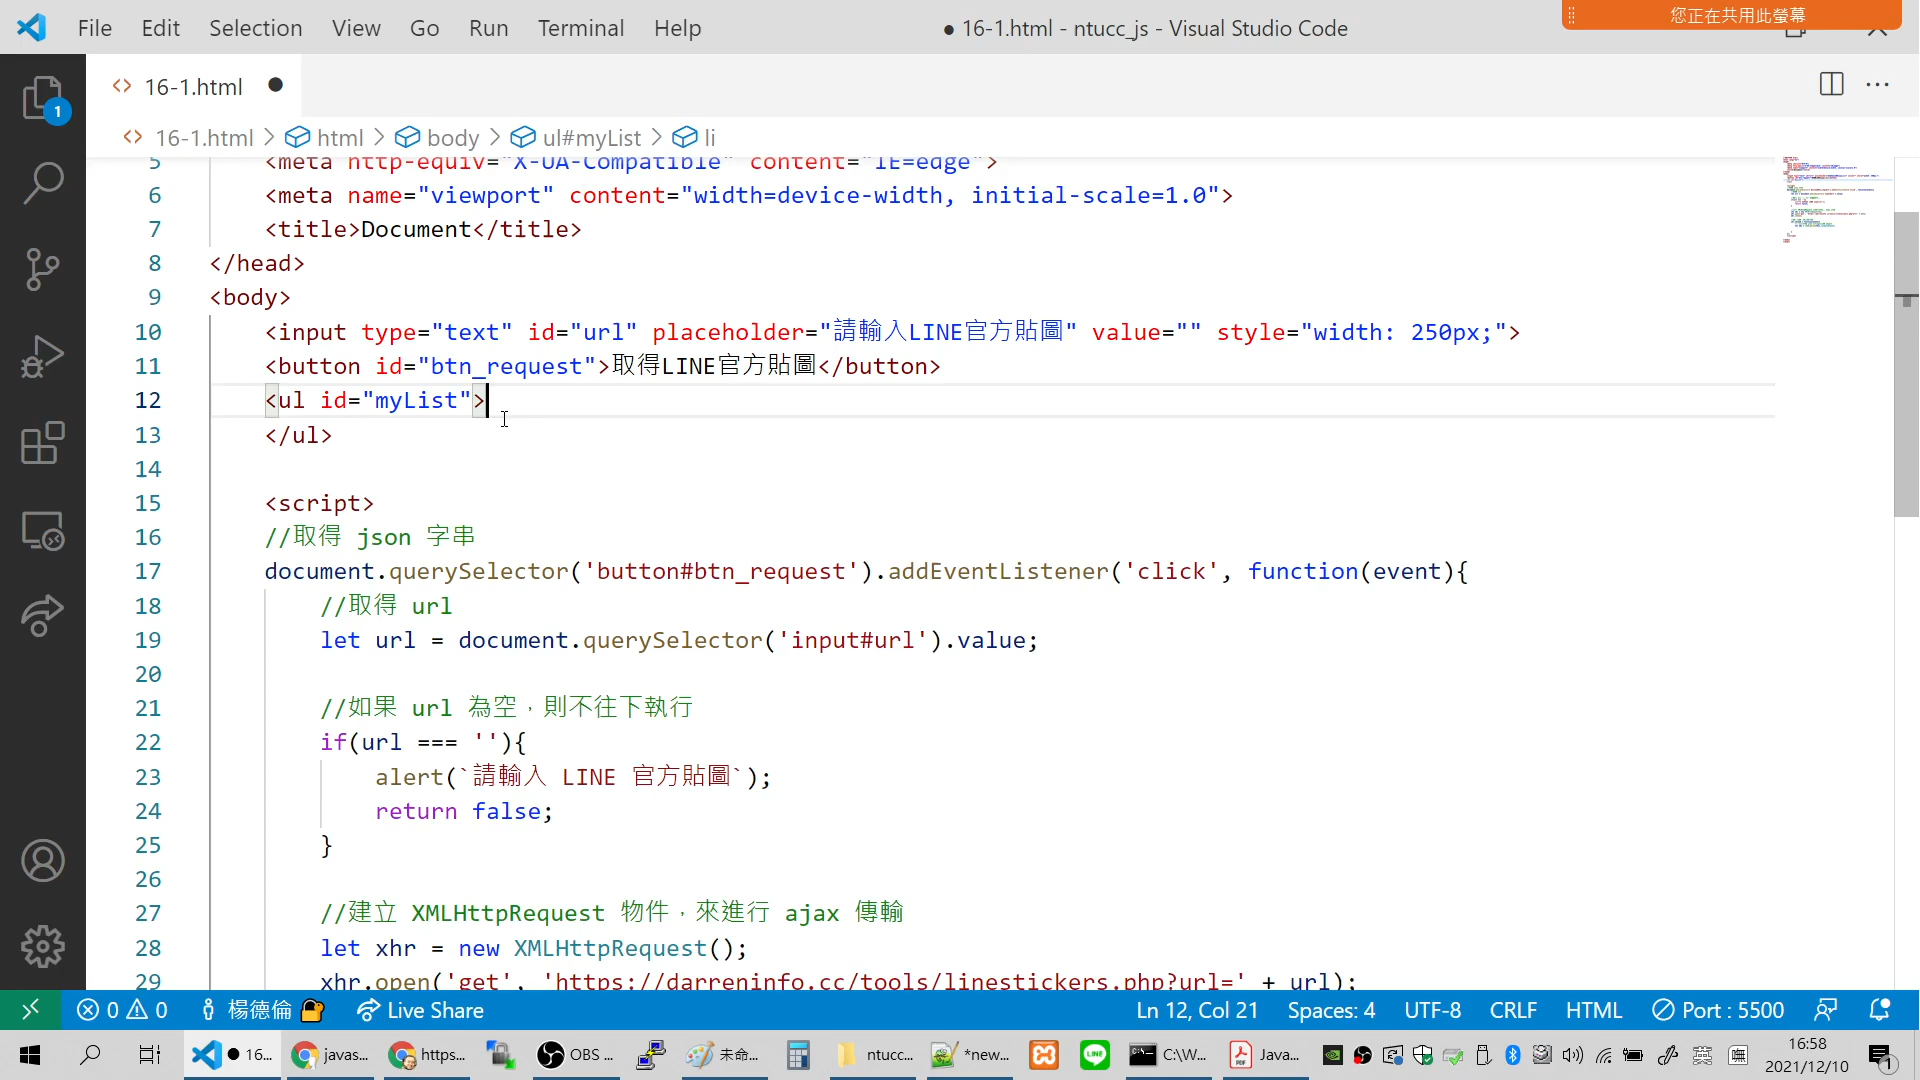 File Edit Selection View Go Run Terminal Help
● 16-1.html - ntucc_js - Visual Studio Code
您正在共用此螢幕
16-1.html
1
16-1.html > html > body > ul#myList > li
5 <meta http-equiv="X-UA-Compatible" content="IE=edge">
6 <meta name="viewport" content="width=device-width, initial-scale=1.0">
7 <title>Document</title>
8 </head>
9 <body>
10 <input type="text" id="url" placeholder="請輸入LINE官方貼圖" value="" style="width: 250px;">
11 <button id="btn_request">取得LINE官方貼圖</button>
12 <ul id="myList">
13 </ul>
14
15 <script>
16 //取得 json 字串
17 document.querySelector('button#btn_request').addEventListener('click', function(event){
18 //取得 url
19 let url = document.querySelector('input#url').value;
20
21 //如果 url 為空，則不往下執行
22 if(url === ''){
23 alert(`請輸入 LINE 官方貼圖`);
24 return false;
25 }
26
27 //建立 XMLHttpRequest 物件，來進行 ajax 傳輸
28 let xhr = new XMLHttpRequest();
29 xhr.open('get', 'https://darreninfo.cc/tools/linestickers.php?url=' + url);
0 0 楊德倫 Live Share Ln 12, Col 21 Spaces: 4 UTF-8 CRLF HTML Port : 5500
● 16... javas... https... OBS ... 未命... ntucc... *new... LINE C:\W... Java... 英 16:58
2021/12/10 1